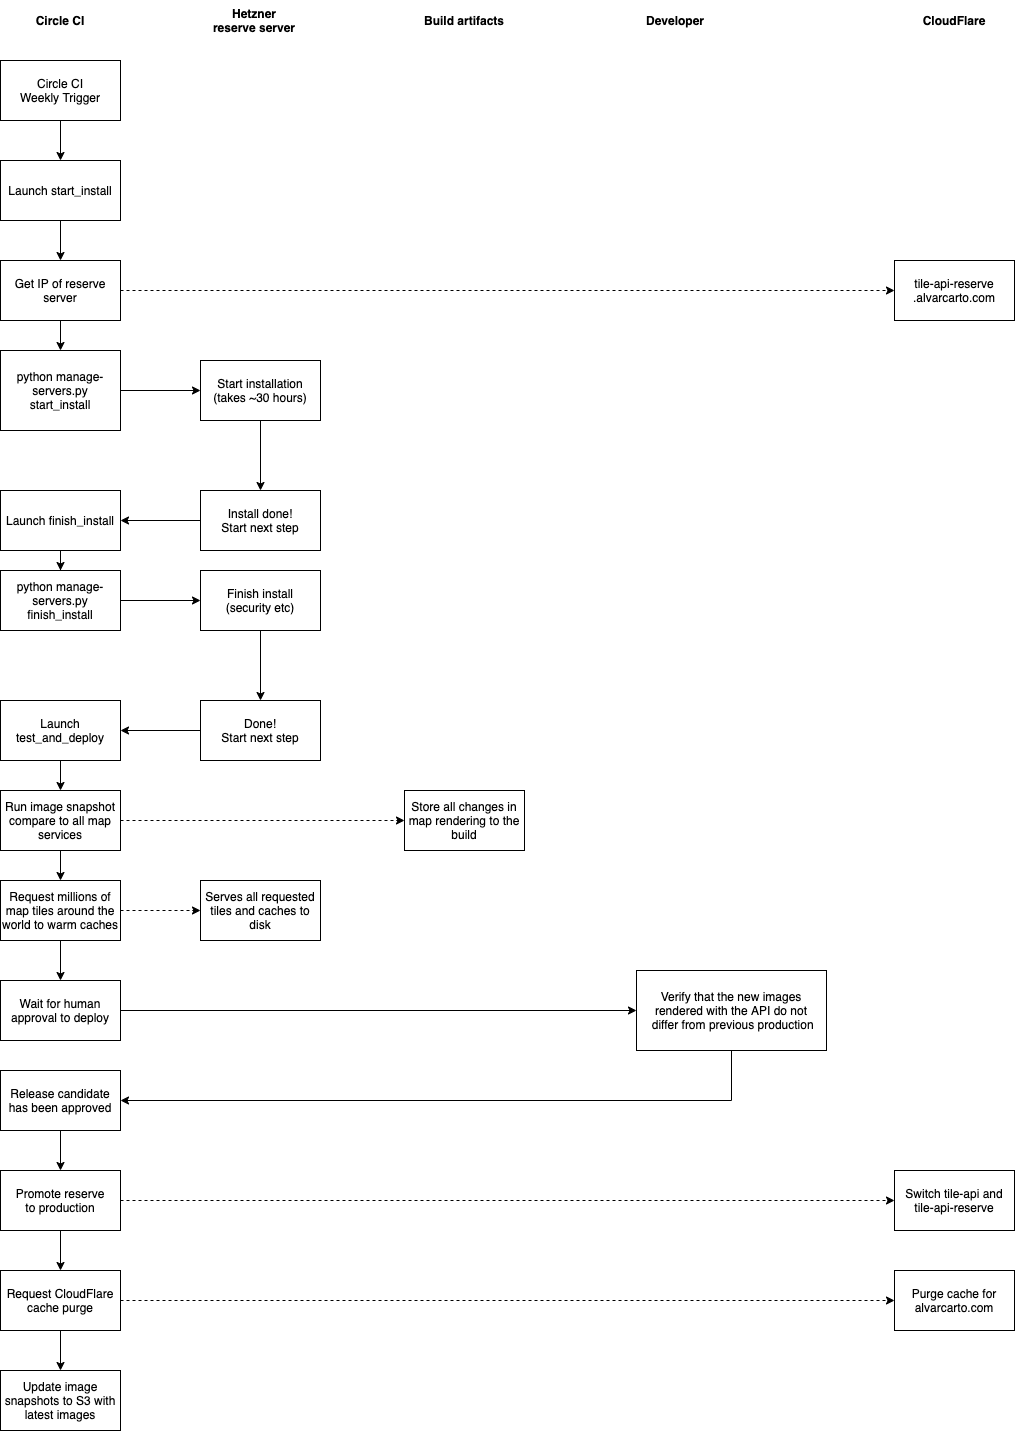 Circle CI
Hetzner
reserve server
Build artifacts
Developer
CloudFlare
Circle CI
Weekly Trigger
Launch start_install
Get IP of reserve
server
tile-api-reserve
.alvarcarto.com
python manage-
servers.py
start_install
Start installation
(takes ~30 hours)
Launch finish_install
Install done!
Start next step
python manage-
servers.py
finish_install
Finish install
(security etc)
Launch
test_and_deploy
Done!
Start next step
Run image snapshot
compare to all map
services
Store all changes in
map rendering to the
build
Request millions of
map tiles around the
world to warm caches
Serves all requested
tiles and caches to
disk
Wait for human
approval to deploy
Verify that the new images
rendered with the API do not
differ from previous production
Release candidate
has been approved
Promote reserve
to production
Switch tile-api and
tile-api-reserve
Request CloudFlare
cache purge
Purge cache for
alvarcarto.com
Update image
snapshots to S3 with
latest images